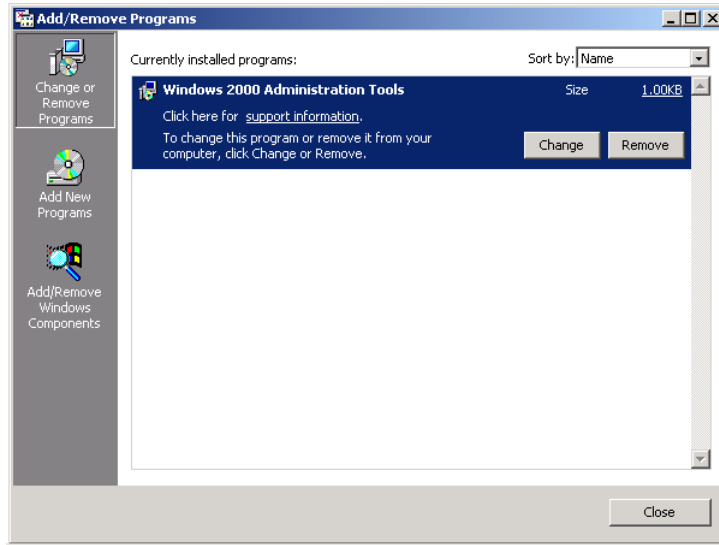 Add/Remove Programs
Change or
Remove
Programs
Add New
Programs
Add/Remove
Windows
Components
Currently installed programs:
Sort by: Name
Windows 2000 Administration Tools
Size 1.00KB
Click here for support information.
To change this program or remove it from your
computer, click Change or Remove.
Change Remove
Close